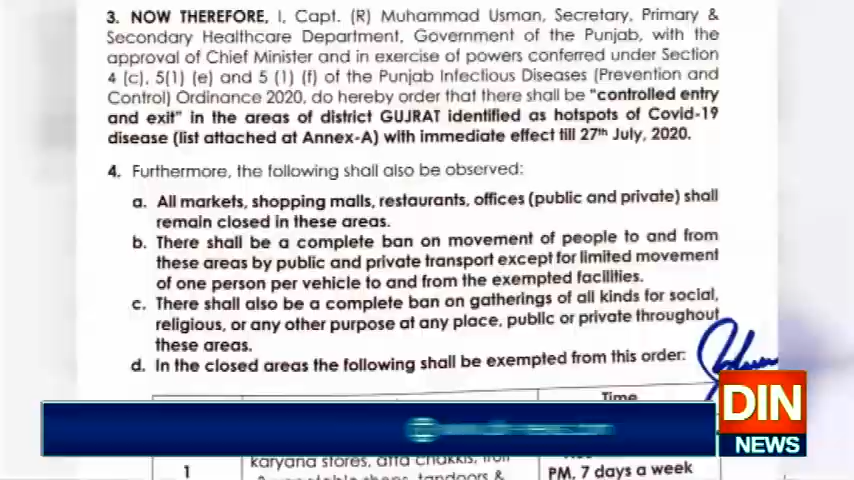 3. NOW THEREFORE, I, Capt. (R) Muhammad Usman, Secretary, Primary &
Secondary Healthcare Department, Government of the Punjab, with the
approval of Chief Minister and in exercise of powers conferred under Section
4 (c), 5(1) (e) and 5 (1) (f) of the Punjab Infectious Diseases (Prevention and
Control) Ordinance 2020, do hereby order that there shall be "controlled entry
and exit" in the areas of district GUJRAT identified as hotspots of Covid-19
disease (list attached at Annex-A) with immediate effect till 27th July, 2020.
4. Furthermore, the following shall also be observed:
a. All markets, shopping malls, restaurants, offices (public and private) shall
remain closed in these areas.
b. There shall be a complete ban on movement of people to and from
these areas by public and private transport except for limited movement
of one person per vehicle to and from the exempted facilities.
c. There shall also be a complete ban on gatherings of all kinds for social,
religious, or any other purpose at any place, public or private throughout
these areas.
d. In the closed areas the following shall be exempted from this order:
Time
DIN
NEWS
karyana stores, atta chakkis,
1
PM, 7 days a week
shops, tandoors &